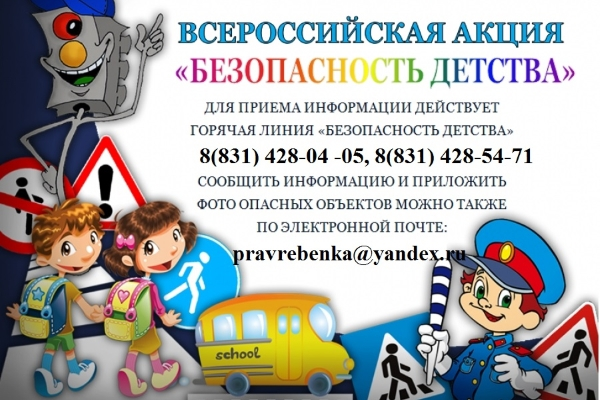 ВСЕРОССИЙСКАЯ АКЦИЯ
«БЕЗОПАСНОСТЬ ДЕТСТВА»
ДЛЯ ПРИЕМА ИНФОРМАЦИИ ДЕЙСТВУЕТ
ГОРЯЧАЯ ЛИНИЯ «БЕЗОПАСНОСТЬ ДЕТСТВА»
8(831) 428-04 -05, 8(831) 428-54-71
СООБЩИТЬ ИНФОРМАЦИЮ И ПРИЛОЖИТЬ
ФОТО ОПАСНЫХ ОБЪЕКТОВ МОЖНО ТАКЖЕ
ПО ЭЛЕКТРОННОЙ ПОЧТЕ:
pravrebenka@yandex.ru
school